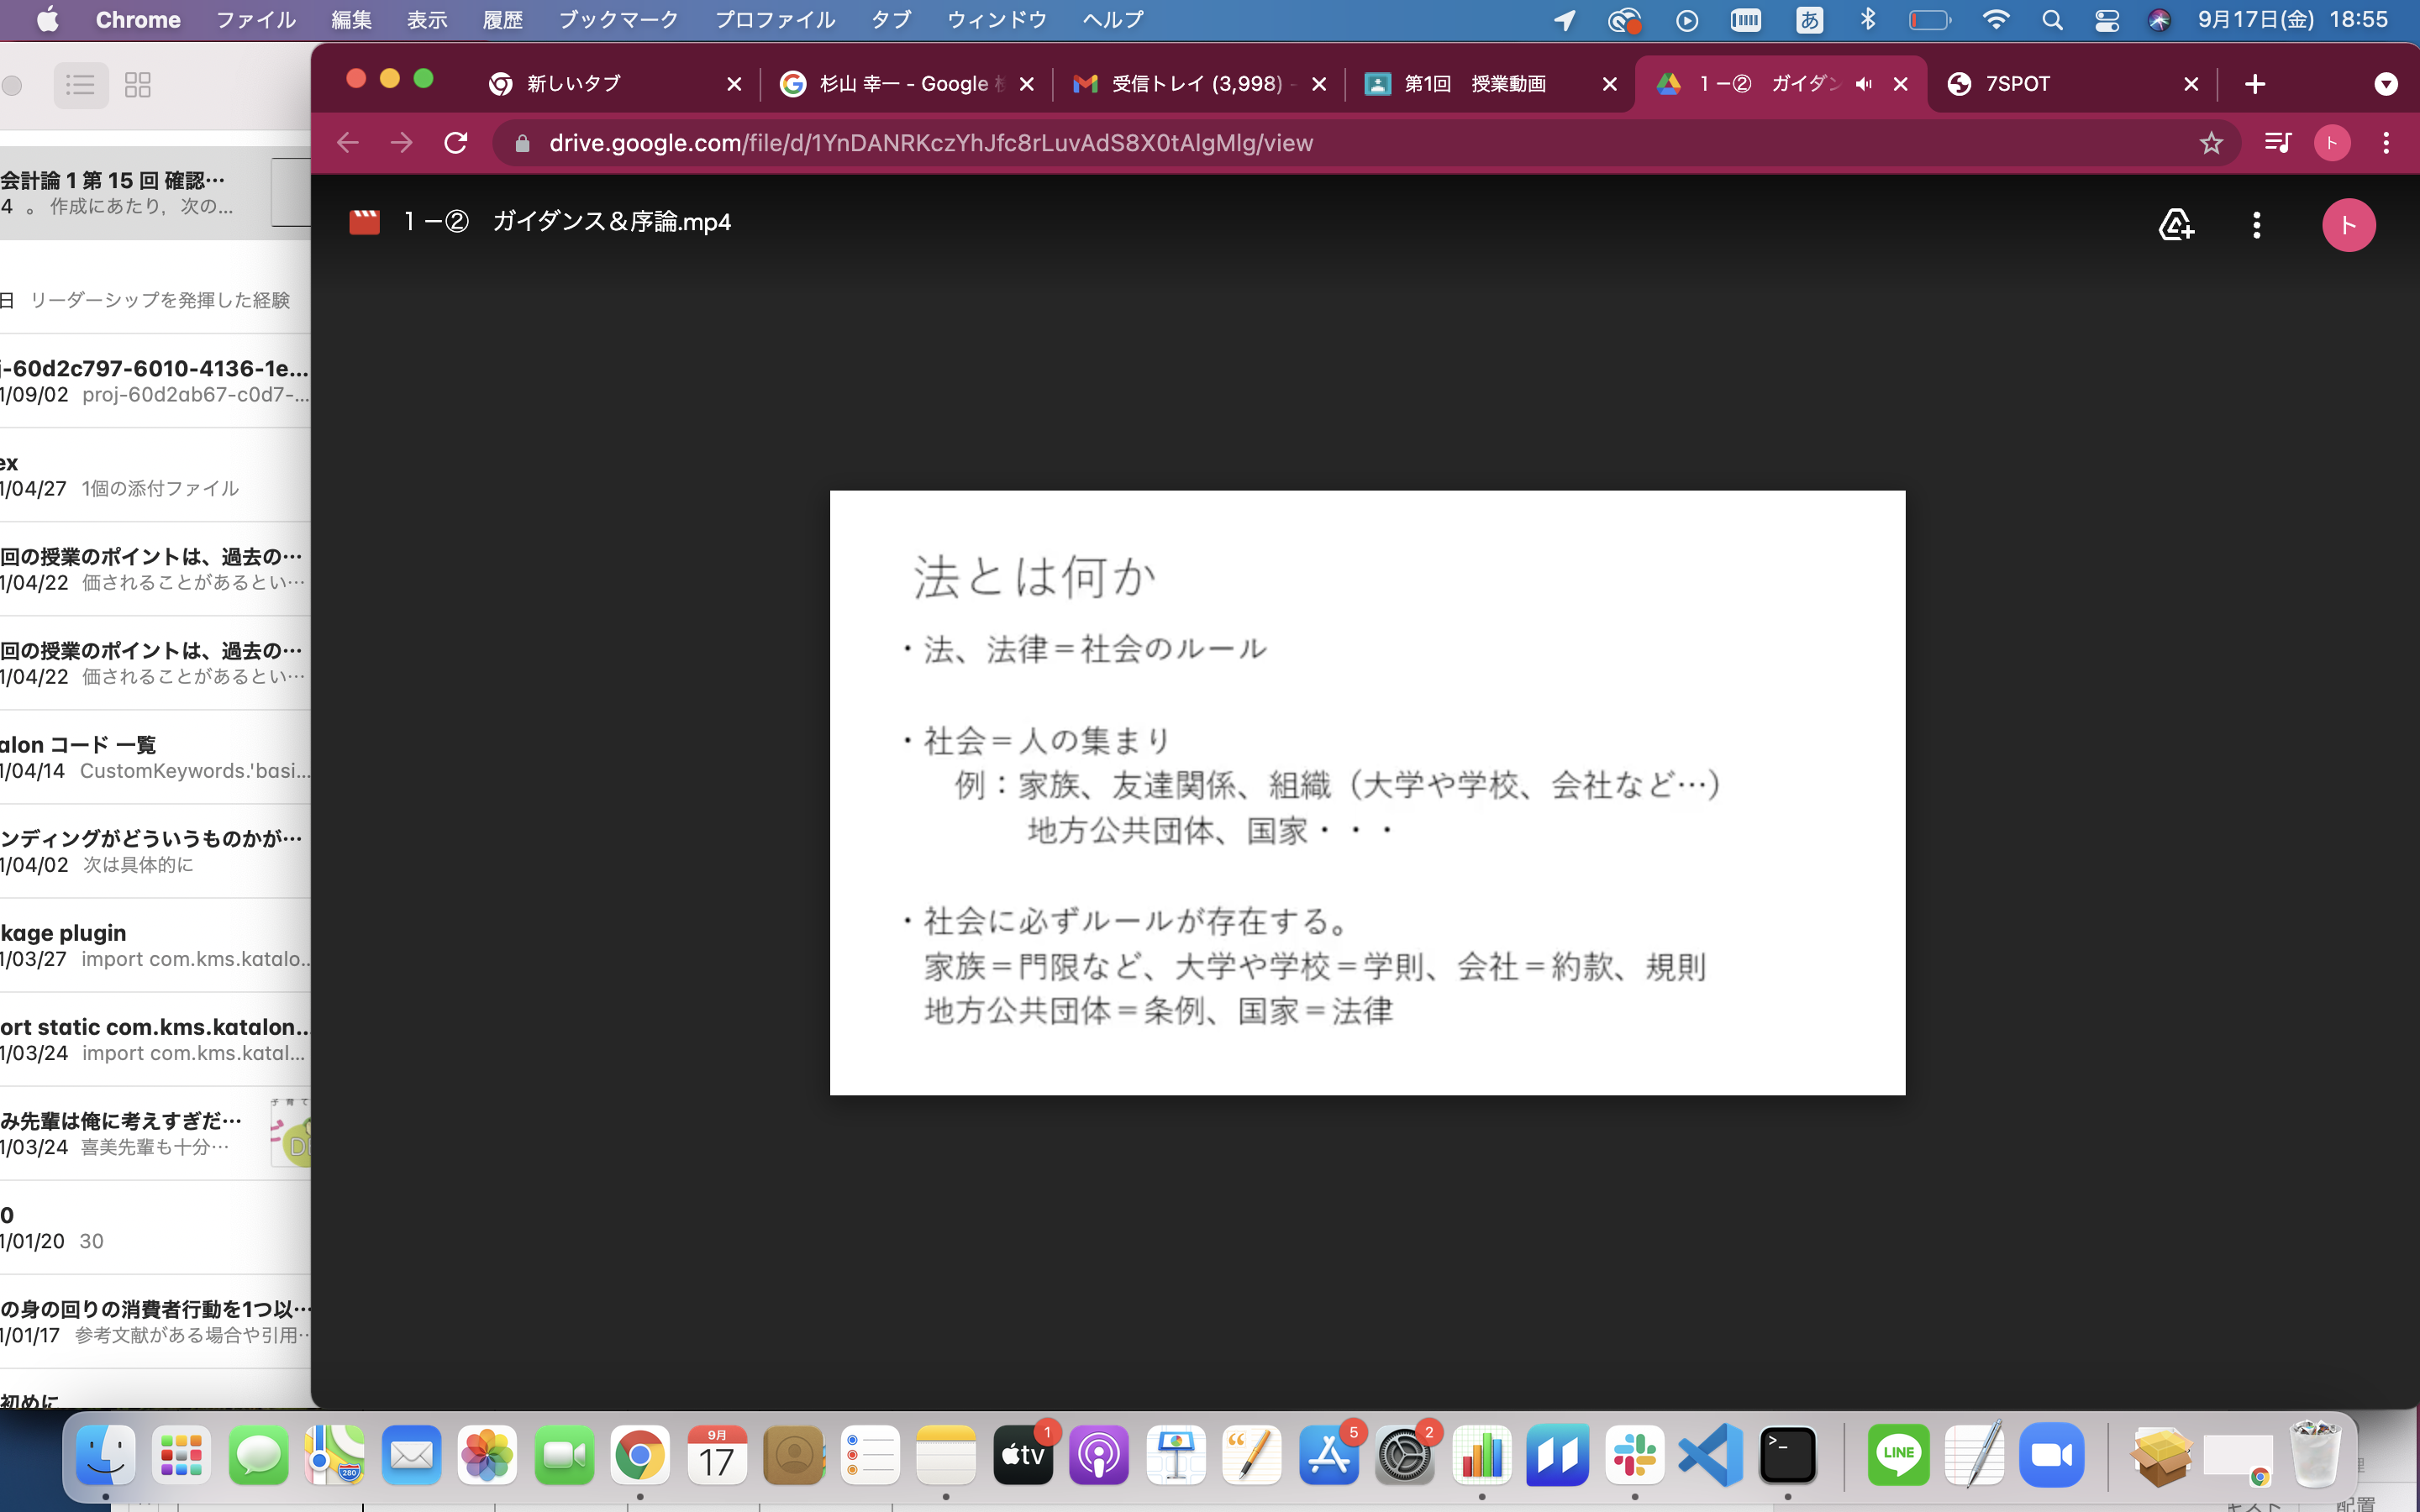 Chrome ファイル 編集 表示 履歴 ブックマーク プロファイル タブ ウィンドウ ヘルプ あ 9月17日(金) 18:55
新しいタブ 杉山 幸一 - Google 受信トレイ (3,998) - 第1回 授業動画 1 ー② ガイダン 7SPOT
drive.google.com/file/d/1YnDANRKczYhJfc8rLuvAdS8X0tAlgMlg/view ト
1 ー② ガイダンス＆序論.mp4 ト
会計論 1 第 15 回 確認…
4 。 作成にあたり，次の...
日 リーダーシップを発揮した経験
j-60d2c797-6010-4136-1e...
1/09/02 proj-60d2ab67-c0d7-...
ex
1/04/27 1個の添付ファイル
回の授業のポイントは、過去の…
1/04/22 価されることがあるとい…
回の授業のポイントは、過去の…
1/04/22 価されることがあるとい…
alon コード 一覧
1/04/14 CustomKeywords.'basi...
ンディングがどういうものかが…
1/04/02 次は具体的に
kage plugin
1/03/27 import com.kms.katalo...
ort static com.kms.katalon...
1/03/24 import com.kms.katal...
み先輩は俺に考えすぎだ…
1/03/24 喜美先輩も十分…
0
1/01/20 30
の身の回りの消費者行動を1つ以…
1/01/17 参考文献がある場合や引用…
初めに
法とは何か
・法、法律＝社会のルール
・社会＝人の集まり
例：家族、友達関係、組織（大学や学校、会社など…）
地方公共団体、国家・・・
・社会に必ずルールが存在する。
家族＝門限など、大学や学校＝学則、会社＝約款、規則
地方公共団体＝条例、国家＝法律
280
9月
17
tv
1
5
2
LINE
配置